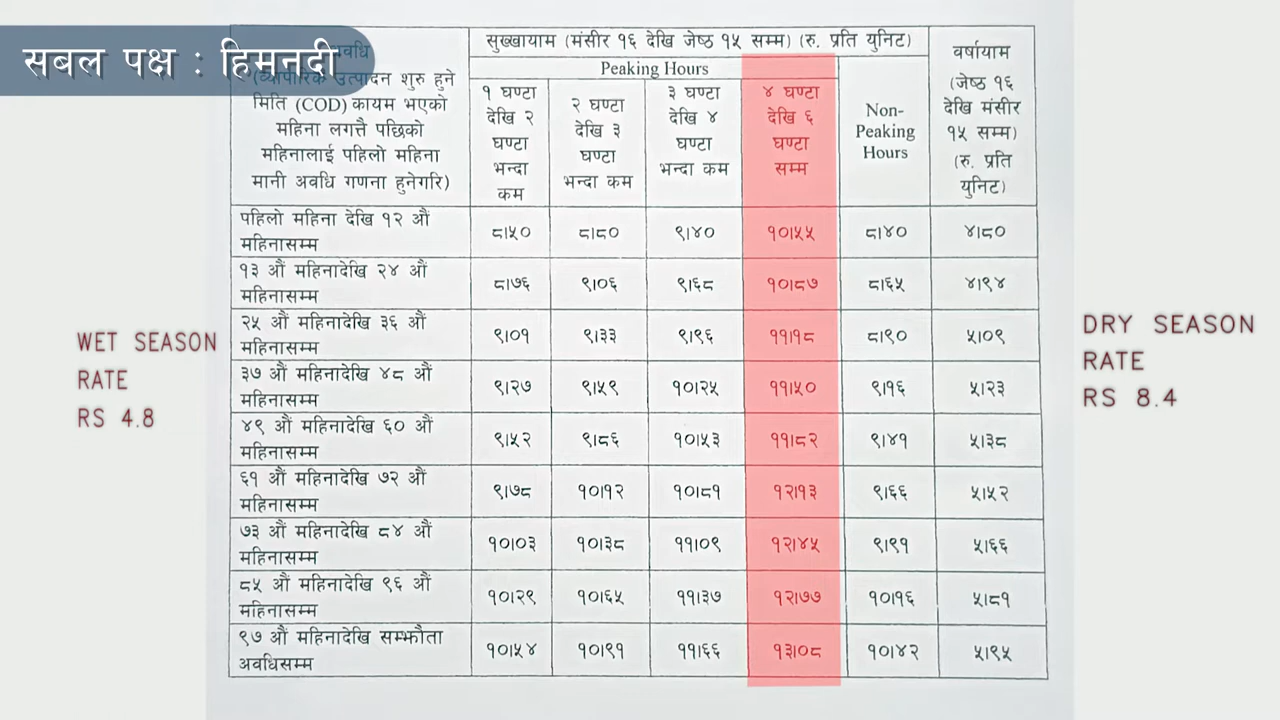 सबल पक्ष : हिमनदी
सुख्खायाम (मंसीर १६ देखि जेष्ठ १५ सम्म) (रु. प्रति युनिट)
वर्षायाम
(जेष्ठ १६
देखि मंसीर
१५ सम्म)
(रु. प्रति
युनिट)
उत्पादन शुरु हुने
मिति (COD) कायम भएको
महिना लगत्तै पछिको
महिनालाई पहिलो महिना
मानी अवधि गणना हुनेगरि)
Peaking Hours
१ घण्टा
देखि २
घण्टा
भन्दा
कम
२ घण्टा
देखि ३
घण्टा
भन्दा कम
३ घण्टा
देखि ४
घण्टा
भन्दा कम
४ घण्टा
देखि ६
घण्टा
सम्म
Non-
Peaking
Hours
पहिलो महिना देखि १२ औं
महिनासम्म
८।५० ८।८० ९।४० १०।५५ ८।४० ४।८०
१३ औं महिनादेखि २४ औं
महिनासम्म
८।७६ ९।०६ ९।६८ १०।८७ ८।६५ ४।९४
२५ औं महिनादेखि ३६ औं
महिनासम्म
९।०१ ९।३३ ९।९६ ११।१८ ८।९० ५।०९
३७ औं महिनादेखि ४८ औं
महिनासम्म
९।२७ ९।५९ १०।२५ ११।५० ९।१६ ५।२३
४९ औं महिनादेखि ६० औं
महिनासम्म
९।५२ ९।८६ १०।५३ ११।८२ ९।४१ ५।३८
६१ औं महिनादेखि ७२ औं
महिनासम्म
९।७८ १०।१२ १०।८१ १२।१३ ९।६६ ५।५२
७३ औं महिनादेखि ८४ औं
महिनासम्म
१०।०३ १०।३८ ११।०९ १२।४५ ९।९१ ५।६६
८५ औं महिनादेखि ९६ औं
महिनासम्म
१०।२९ १०।६५ ११।३७ १२।७७ १०।१६ ५।८१
९७ औं महिनादेखि सम्झौता
अवधिसम्म
१०।५४ १०।९१ ११।६६ १३।०८ १०।४२ ५।९५
WET SEASON
RATE
RS 4.8
DRY SEASON
RATE
RS 8.4